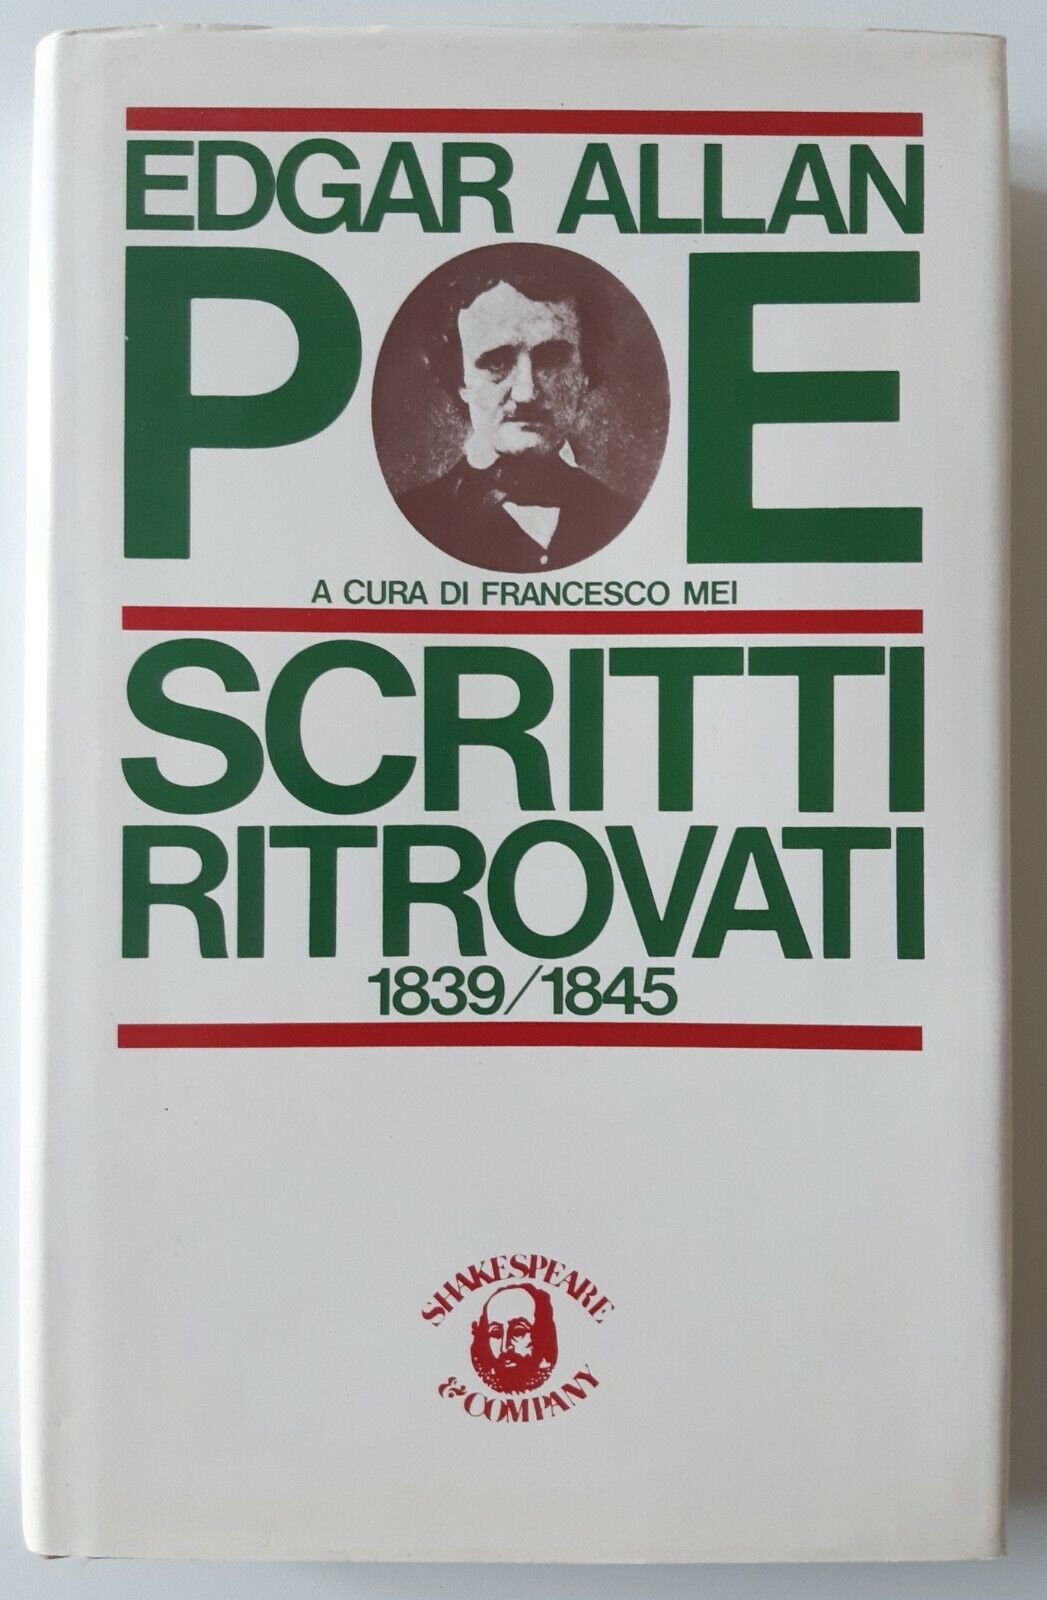 EDGAR ALLAN
POE
A CURA DI FRANCESCO MEI
SCRITTI
RITROVATI
1839/1845
SHAKESPEARE
& COMPANY